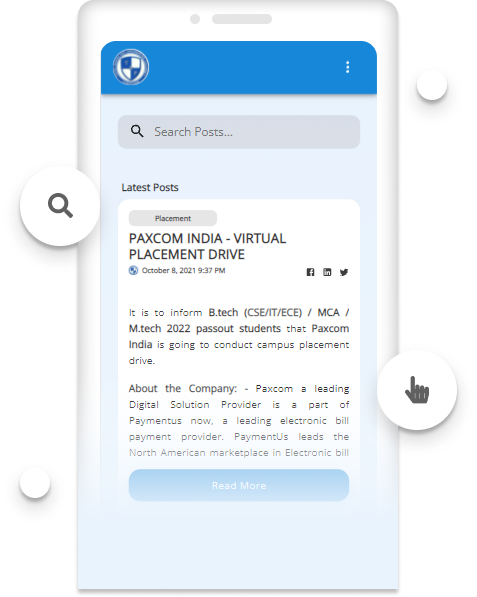 Search Posts...
Latest Posts
Placement
PAXCOM INDIA - VIRTUAL
PLACEMENT DRIVE
October 8, 2021 9:37 PM
It is to inform B.tech (CSE/IT/ECE) / MCA /
M.tech 2022 passout students that Paxcom
India is going to conduct campus placement
drive.
About the Company: - Paxcom a leading
Digital Solution Provider is a part of
Paymentus now, a leading electronic bill
payment provider. PaymentUs leads the
North American marketplace in Electronic bill
Read More